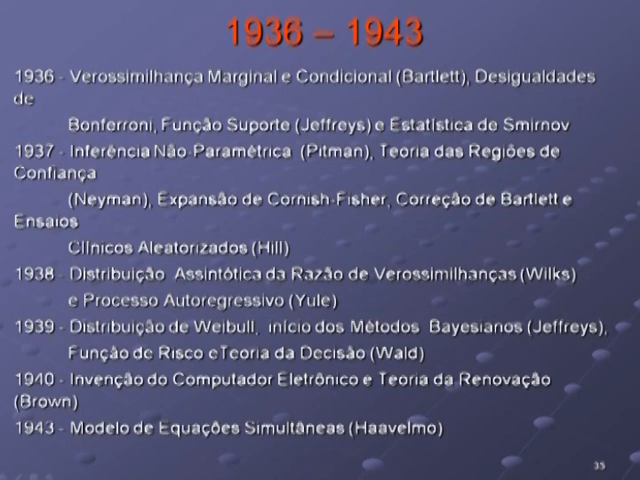 1936 – 1943
1936 - Verossimilhança Marginal e Condicional (Bartlett), Desigualdades
de
Bonferroni, Função Suporte (Jeffreys) e Estatística de Smirnov
1937 - Inferência Não-Paramétrica (Pitman), Teoria das Regiões de
Confiança
(Neyman), Expansão de Cornish-Fisher, Correção de Bartlett e
Ensaios
Clínicos Aleatorizados (Hill)
1938 - Distribuição Assintótica da Razão de Verossimilhanças (Wilks)
e Processo Autoregressivo (Yule)
1939 - Distribuição de Weibull, início dos Métodos Bayesianos (Jeffreys),
Função de Risco e Teoria da Decisão (Wald)
1940 - Invenção do Computador Eletrônico e Teoria da Renovação
(Brown)
1943 - Modelo de Equações Simultâneas (Haavelmo)
35